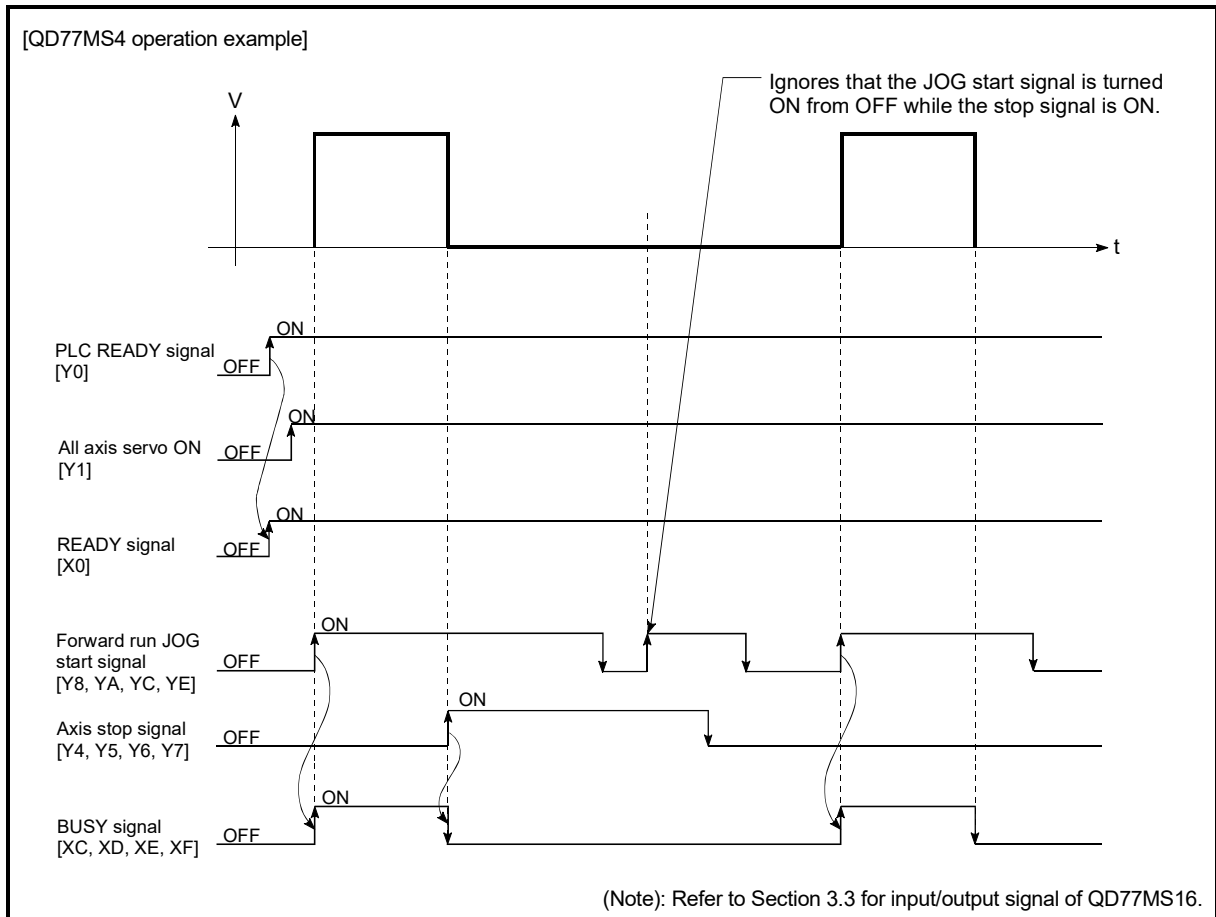 [QD77MS4 operation example]
Ignores that the JOG start signal is turned
ON from OFF while the stop signal is ON.
V
t
ON
PLC READY signal
[Y0]
OFF
ON
All axis servo ON
[Y1]
OFF
ON
READY signal
[X0]
OFF
ON
Forward run JOG
start signal
[Y8, YA, YC, YE]
OFF
ON
Axis stop signal
[Y4, Y5, Y6, Y7]
OFF
ON
BUSY signal
[XC, XD, XE, XF]
OFF
(Note): Refer to Section 3.3 for input/output signal of QD77MS16.